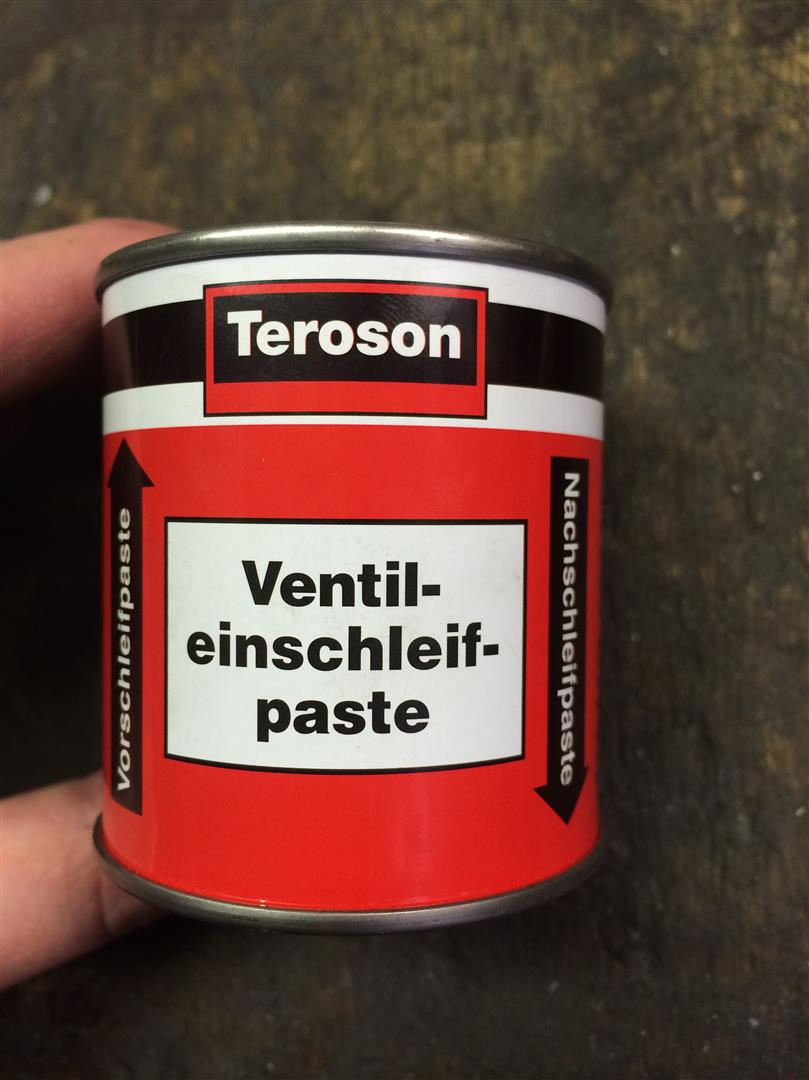 Teroson
Vorschleifpaste
Ventil-
einschleif-
paste
Nachschleifpaste